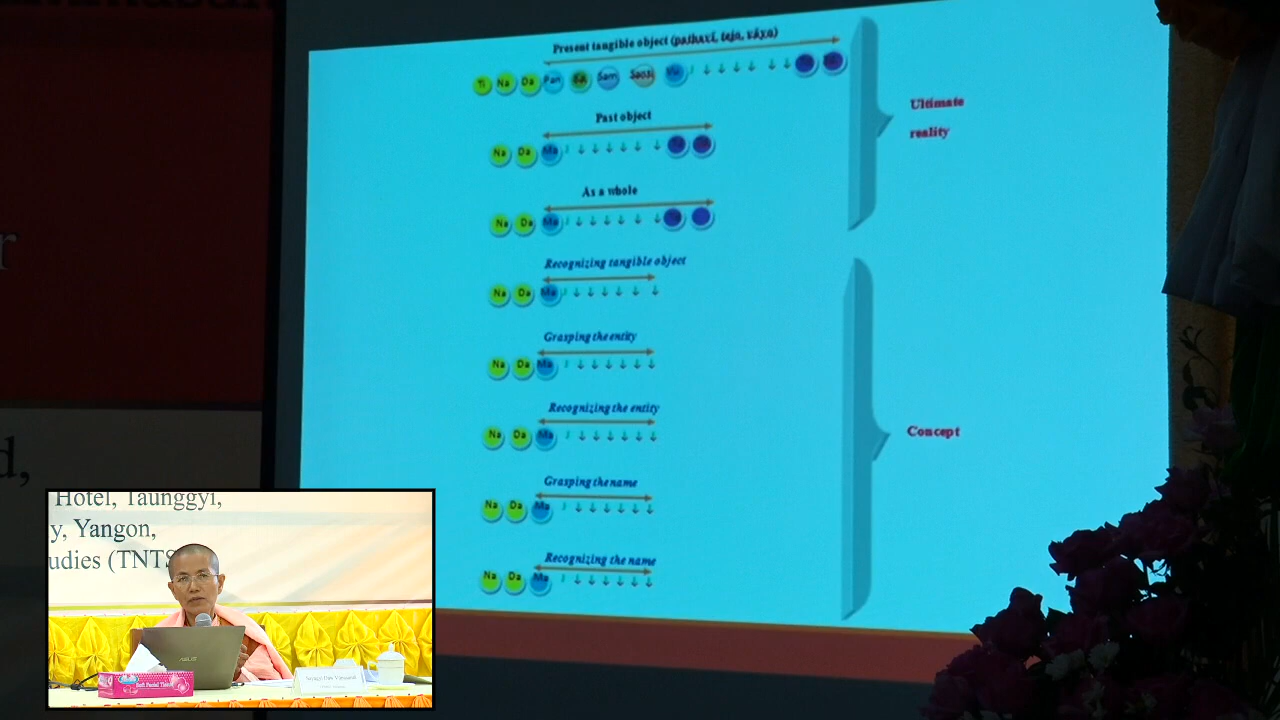 Present tangible object (pathavī, tejo, vāyo)
Ti Na Da Pan Sam
Past object
Na Da Ma
As a whole
Na Da Ma
Recognizing tangible object
Na Da Ma
Grasping the entity
Na Da Ma
Recognizing the entity
Na Da Ma
Grasping the name
Na Da Ma
Recognizing the name
Na Da Ma
Ultimate
reality
Concept
r
d,
Hotel, Taunggyi,
y, Yangon,
udies (TNTS
ASUS